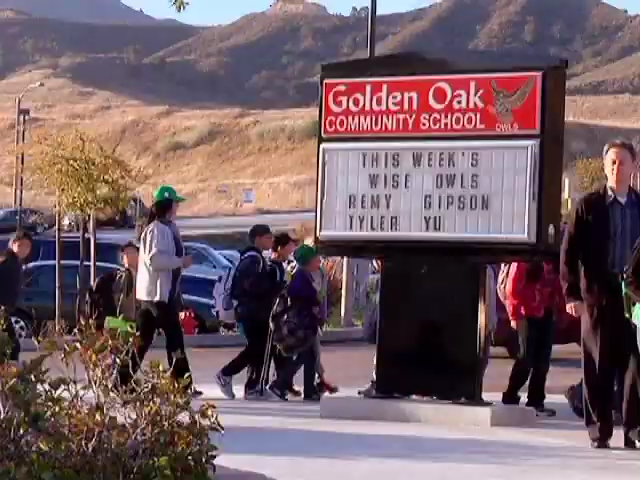 Golden Oak
COMMUNITY SCHOOL
OWLS
THIS WEEK'S
WISE OWLS
REMY GIPSON
TYLER YU